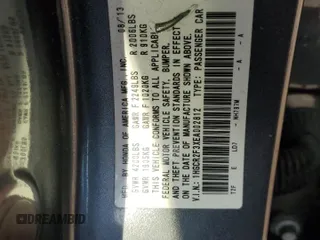 MFD. BY HONDA OF AMERICA MFG., INC. 08/13
GVWR 4200LBS GAWR F 2249LBS R 2006LBS
GVWR 1905KG GAWR F 1020KG R 910KG
THIS VEHICLE CONFORMS TO ALL APPLICABLE
FEDERAL MOTOR VEHICLE SAFETY, BUMPER,
AND THEFT PREVENTION STANDARDS IN EFFECT
ON THE DATE OF MANUFACTURE SHOWN ABOVE.
V.I.N.: TYPE: PASSENGER CAR
A - A